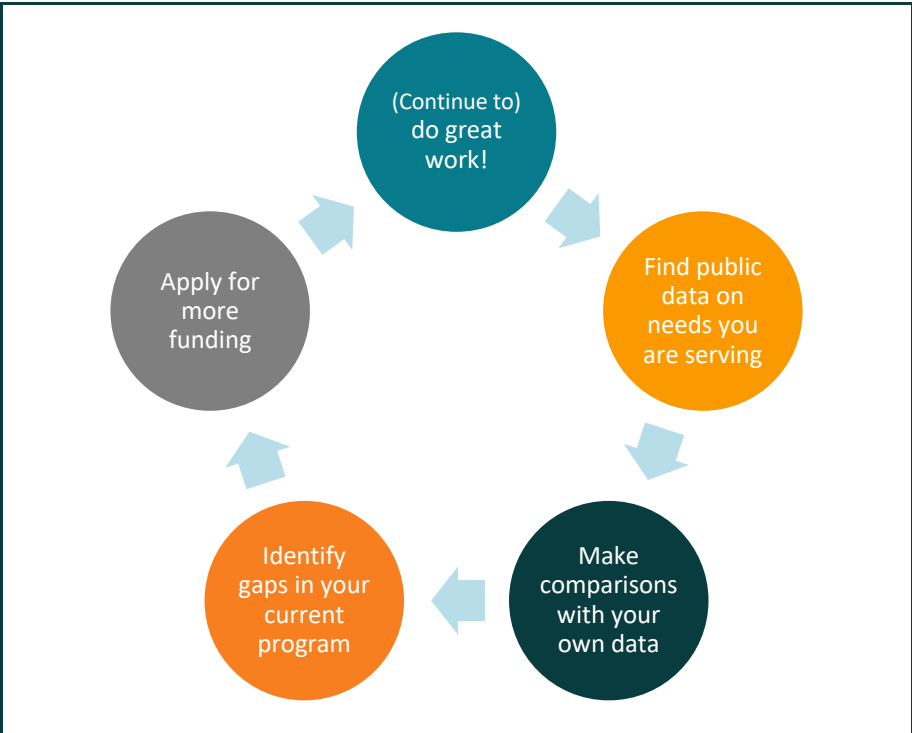 (Continue to)
do great
work!
Find public
data on
needs you
are serving
Make
comparisons
with your
own data
Identify
gaps in your
current
program
Apply for
more
funding